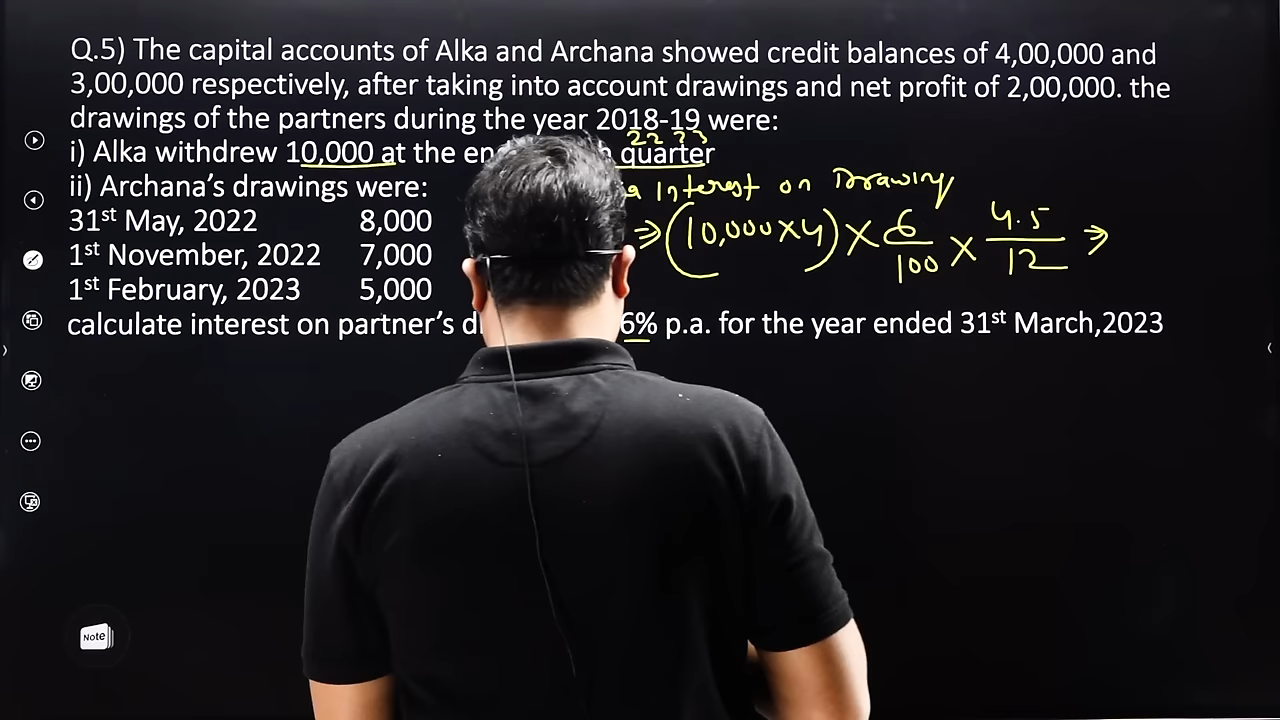 Q.5) The capital accounts of Alka and Archana showed credit balances of 4,00,000 and
3,00,000 respectively, after taking into account drawings and net profit of 2,00,000. the
drawings of the partners during the year 2018-19 were:
22 23
i) Alka withdrew 10,000 at the en quarter
ii) Archana's drawings were:
a Interest on Drawing
31st May, 2022 8,000
⇒ (10,000×4) × 6/100 × 4.5/12 ⇒
1st November, 2022 7,000
1st February, 2023 5,000
calculate interest on partner's d 6% p.a. for the year ended 31st March,2023
Note